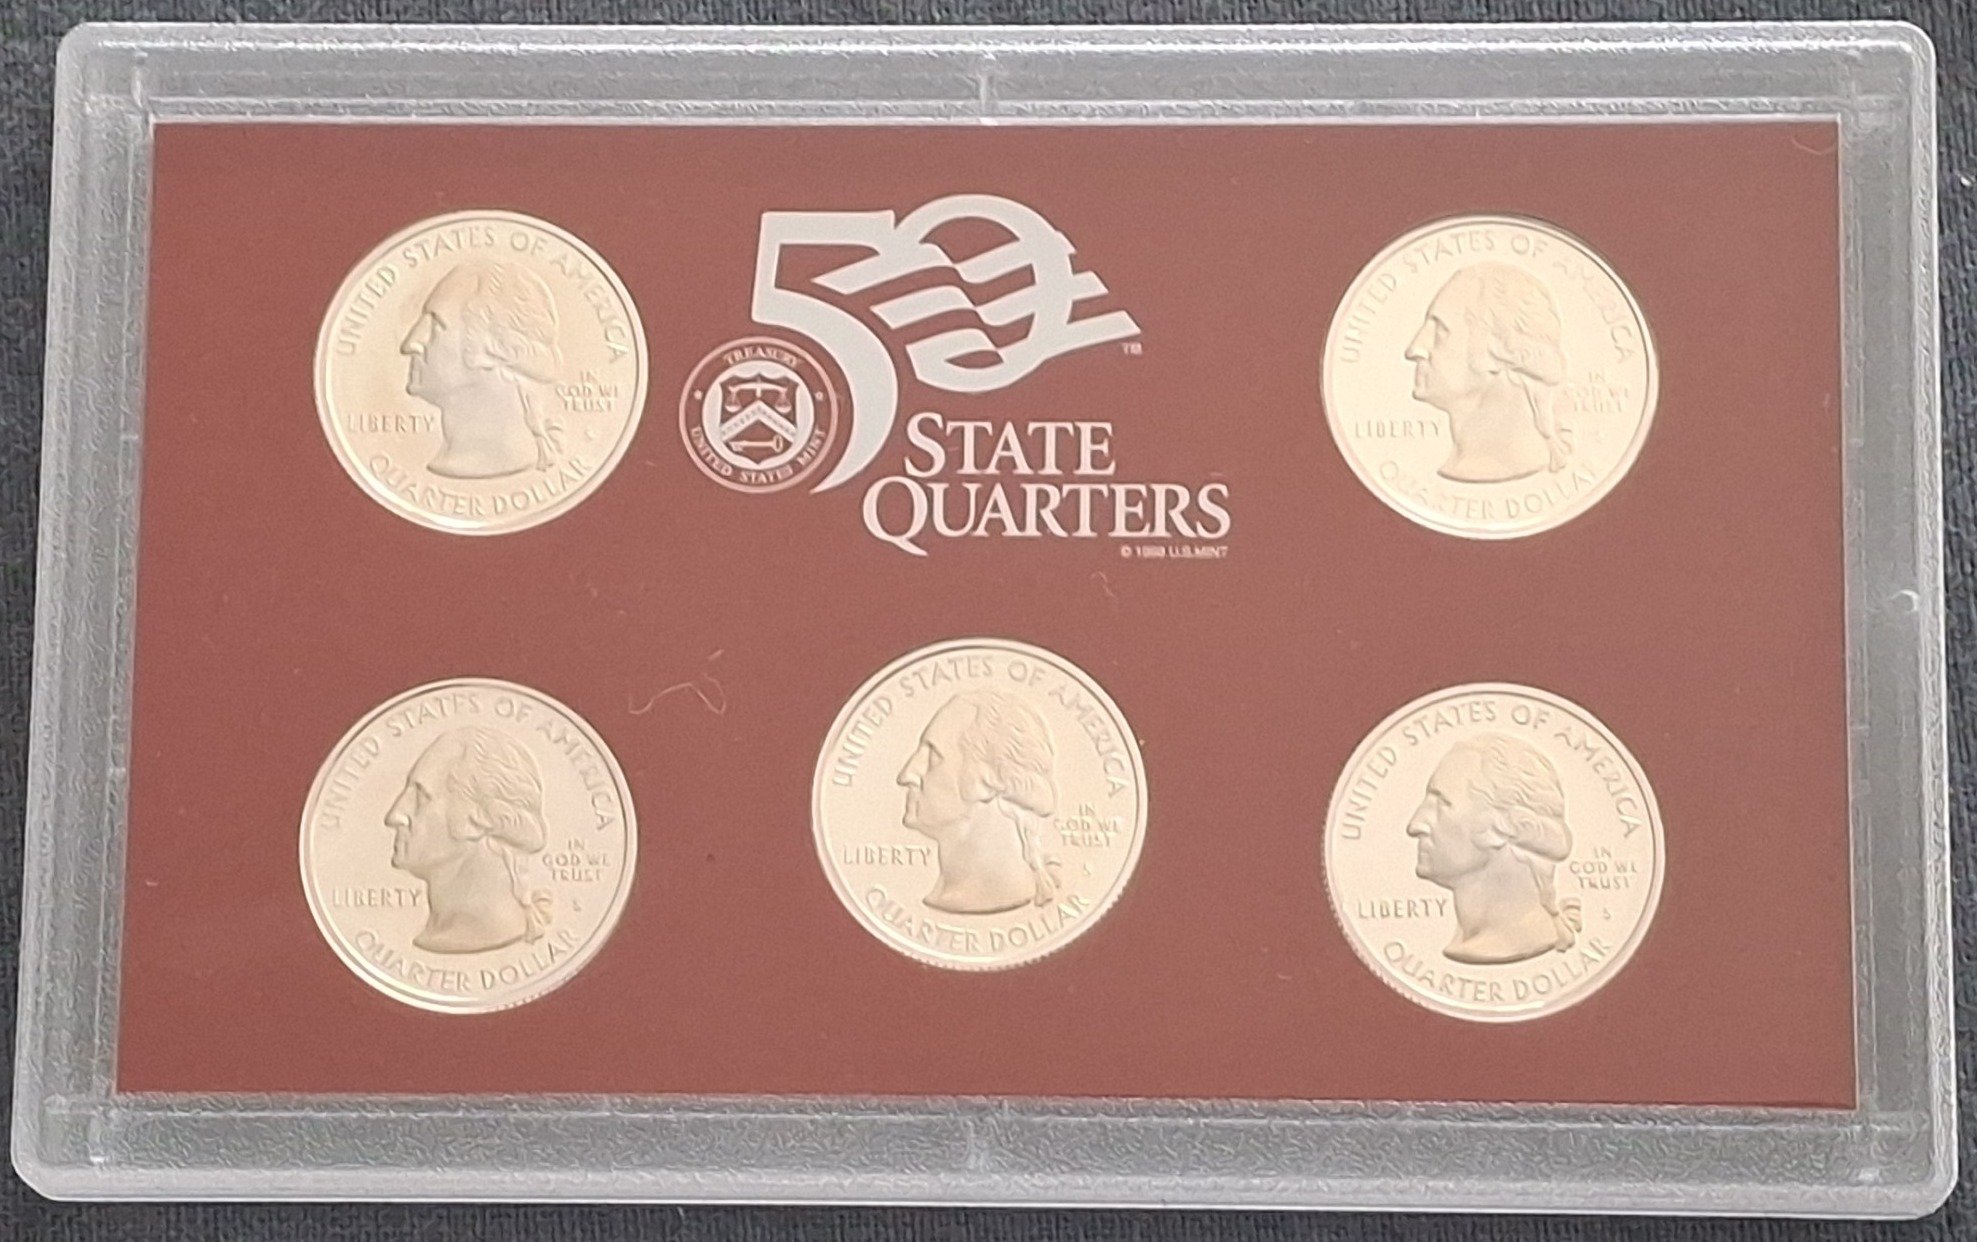 UNITED STATES OF AMERICA
IN
GOD WE
TRUST
LIBERTY
QUARTER DOLLAR
50
TM
TREASURY
UNITED STATES MINT
STATE
QUARTERS
U.S. MINT
UNITED STATES OF AMERICA
IN
GOD WE
TRUST
LIBERTY
QUARTER DOLLAR
UNITED STATES OF AMERICA
IN
GOD WE
TRUST
LIBERTY
S
QUARTER DOLLAR
UNITED STATES OF AMERICA
IN
GOD WE
TRUST
LIBERTY
S
QUARTER DOLLAR
UNITED STATES OF AMERICA
IN
GOD WE
TRUST
LIBERTY
S
QUARTER DOLLAR